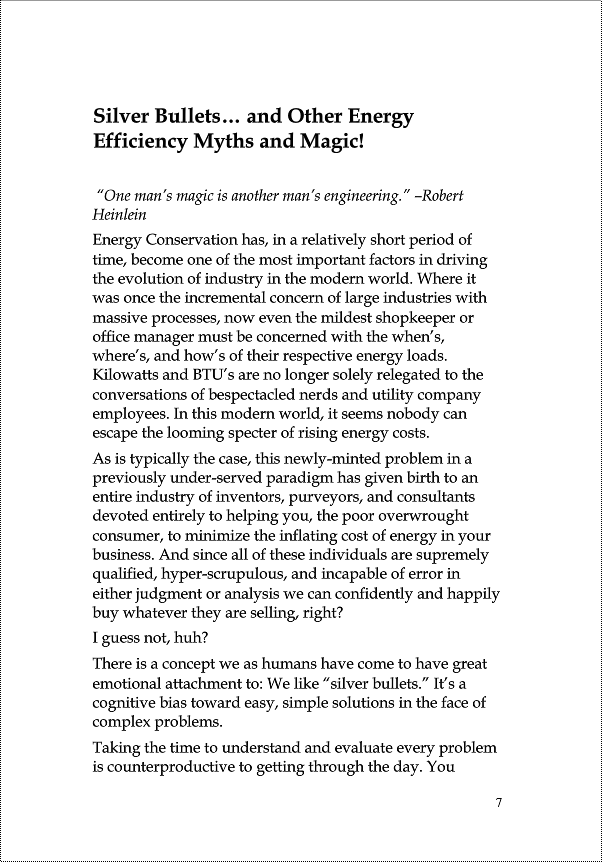 Silver Bullets… and Other Energy
Efficiency Myths and Magic!
“One man’s magic is another man’s engineering.” –Robert
Heinlein
Energy Conservation has, in a relatively short period of
time, become one of the most important factors in driving
the evolution of industry in the modern world. Where it
was once the incremental concern of large industries with
massive processes, now even the mildest shopkeeper or
office manager must be concerned with the when’s,
where’s, and how’s of their respective energy loads.
Kilowatts and BTU’s are no longer solely relegated to the
conversations of bespectacled nerds and utility company
employees. In this modern world, it seems nobody can
escape the looming specter of rising energy costs.
As is typically the case, this newly-minted problem in a
previously under-served paradigm has given birth to an
entire industry of inventors, purveyors, and consultants
devoted entirely to helping you, the poor overwrought
consumer, to minimize the inflating cost of energy in your
business. And since all of these individuals are supremely
qualified, hyper-scrupulous, and incapable of error in
either judgment or analysis we can confidently and happily
buy whatever they are selling, right?
I guess not, huh?
There is a concept we as humans have come to have great
emotional attachment to: We like “silver bullets.” It’s a
cognitive bias toward easy, simple solutions in the face of
complex problems.
Taking the time to understand and evaluate every problem
is counterproductive to getting through the day. You
7